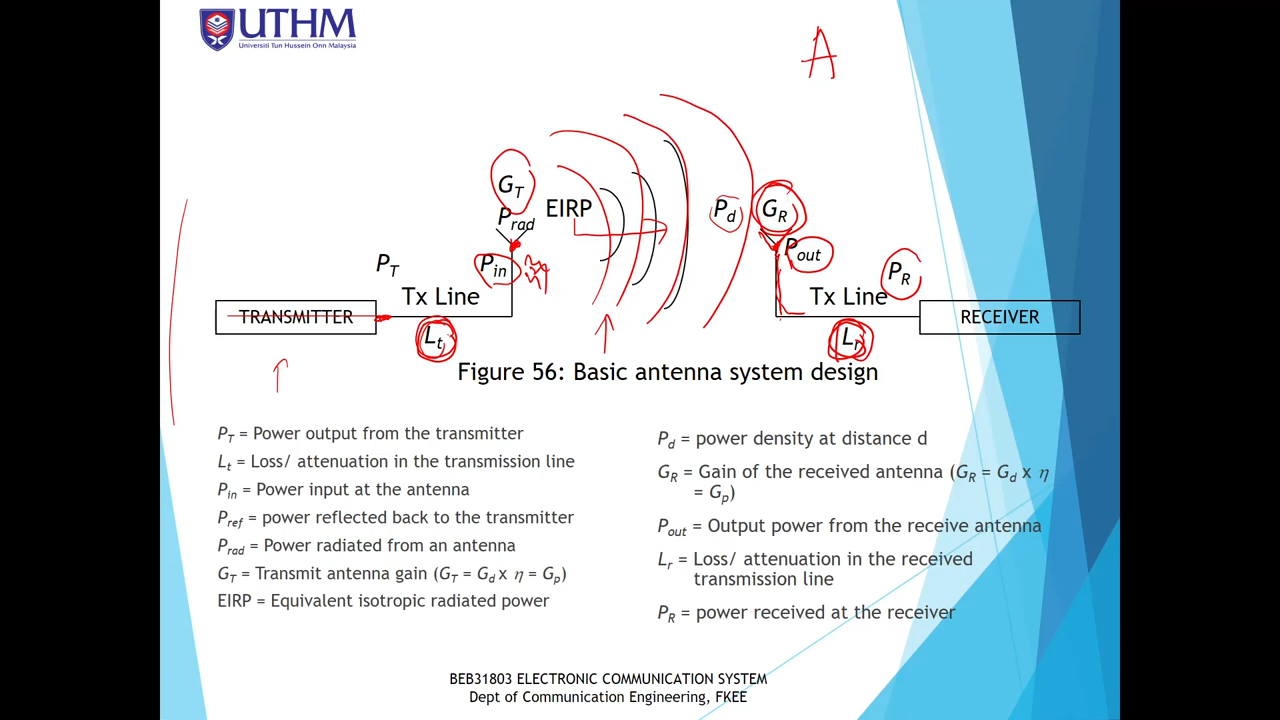 UTHM
Universiti Tun Hussein Onn Malaysia
A
G_T
P_rad
EIRP
P_d
G_R
P_T
P_in
P_out
P_R
Tx Line
Tx Line
TRANSMITTER
RECEIVER
L_t
L_r
Figure 56: Basic antenna system design
P_T = Power output from the transmitter
L_t = Loss/ attenuation in the transmission line
P_in = Power input at the antenna
P_ref = power reflected back to the transmitter
P_rad = Power radiated from an antenna
G_T = Transmit antenna gain (G_T = G_d x η = G_p)
EIRP = Equivalent isotropic radiated power
P_d = power density at distance d
G_R = Gain of the received antenna (G_R = G_d x η
= G_p)
P_out = Output power from the receive antenna
L_r = Loss/ attenuation in the received
transmission line
P_R = power received at the receiver
BEB31803 ELECTRONIC COMMUNICATION SYSTEM
Dept of Communication Engineering, FKEE